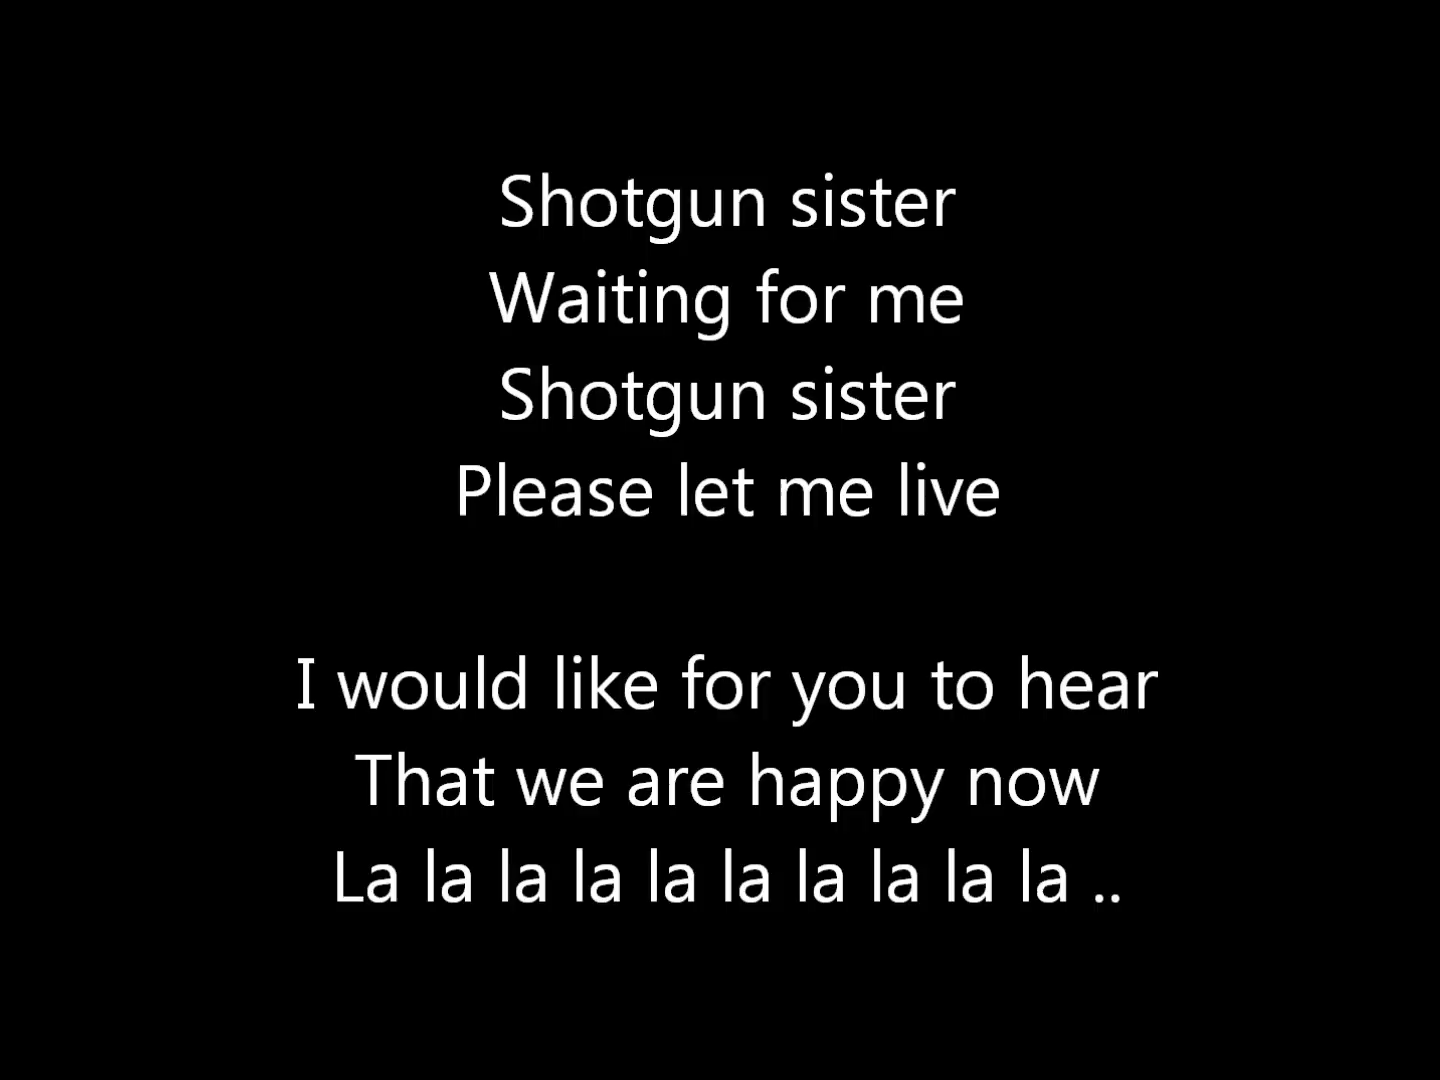 Shotgun sister
Waiting for me
Shotgun sister
Please let me live
I would like for you to hear
That we are happy now
La la la la la la la la la la ..